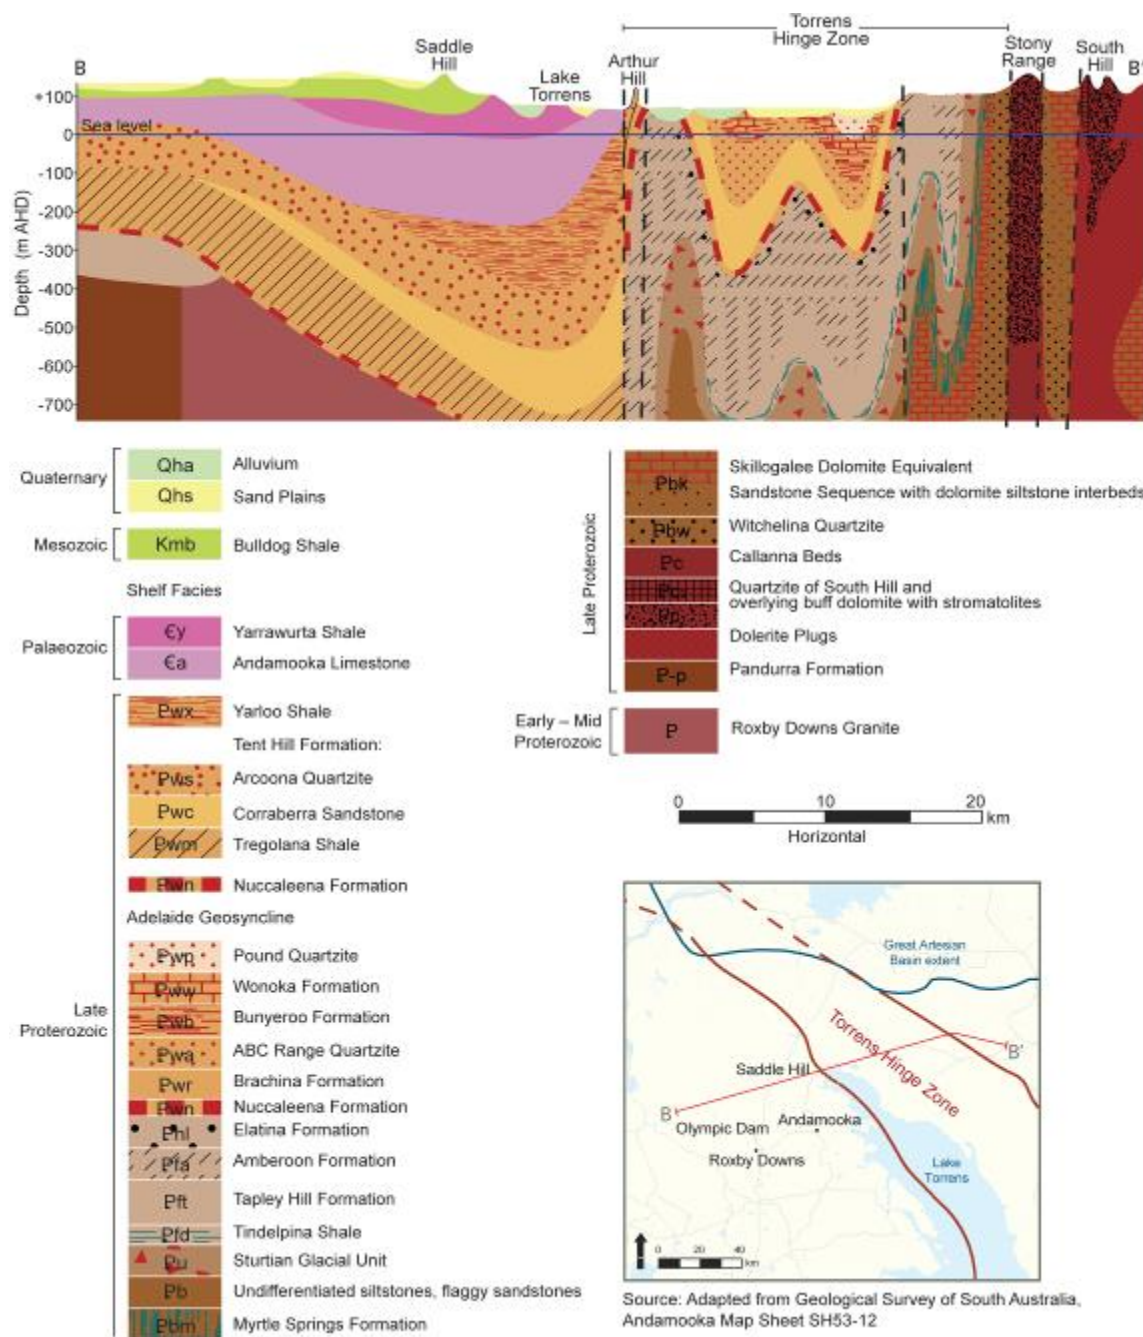 Torrens
Hinge Zone
B
Saddle
Hill
Lake
Torrens
Arthur
Hill
Stony
Range
South
Hill
B'
+100
Sea level
0
-100
-200
-300
-400
-500
-600
-700
Depth (m AHD)
Quaternary
Qha Alluvium
Qhs Sand Plains
Mesozoic
Kmb Bulldog Shale
Shelf Facies
Palaeozoic
Єy Yarrawurta Shale
Єa Andamooka Limestone
Late
Proterozoic
Pwx Yarloo Shale
Tent Hill Formation:
Pws Arcoona Quartzite
Pwc Corraberra Sandstone
Pwm Tregolana Shale
Pwn Nuccaleena Formation
Adelaide Geosyncline
Pwp Pound Quartzite
Pww Wonoka Formation
Pwb Bunyeroo Formation
Pwa ABC Range Quartzite
Pwr Brachina Formation
Pwn Nuccaleena Formation
Phl Elatina Formation
Pfa Amberoon Formation
Pft Tapley Hill Formation
Pfd Tindelpina Shale
Pu Sturtian Glacial Unit
Pb Undifferentiated siltstones, flaggy sandstones
Pbm Myrtle Springs Formation
Late Proterozoic
Pbk Skillogalee Dolomite Equivalent
Sandstone Sequence with dolomite siltstone interbeds
Pbw Witchelina Quartzite
Pc Callanna Beds
Quartzite of South Hill and
overlying buff dolomite with stromatolites
Dolerite Plugs
P-p Pandurra Formation
Early – Mid
Proterozoic
P Roxby Downs Granite
0 10 20
km
Horizontal
Great Artesian
Basin extent
Torrens Hinge Zone
B'
Saddle Hill
B
Olympic Dam
Andamooka
Roxby Downs
Lake
Torrens
0 20 40
km
Source: Adapted from Geological Survey of South Australia,
Andamooka Map Sheet SH53-12